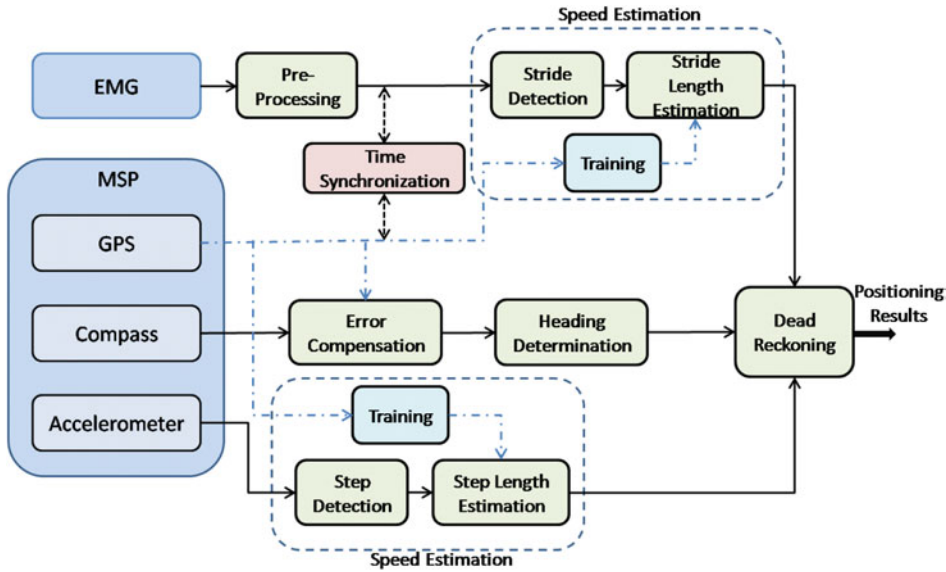 Speed Estimation
EMG
Pre-
Processing
Stride
Detection
Stride
Length
Estimation
Time
Synchronization
Training
MSP
GPS
Compass
Error
Compensation
Heading
Determination
Dead
Reckoning
Positioning
Results
Accelerometer
Training
Step
Detection
Step Length
Estimation
Speed Estimation